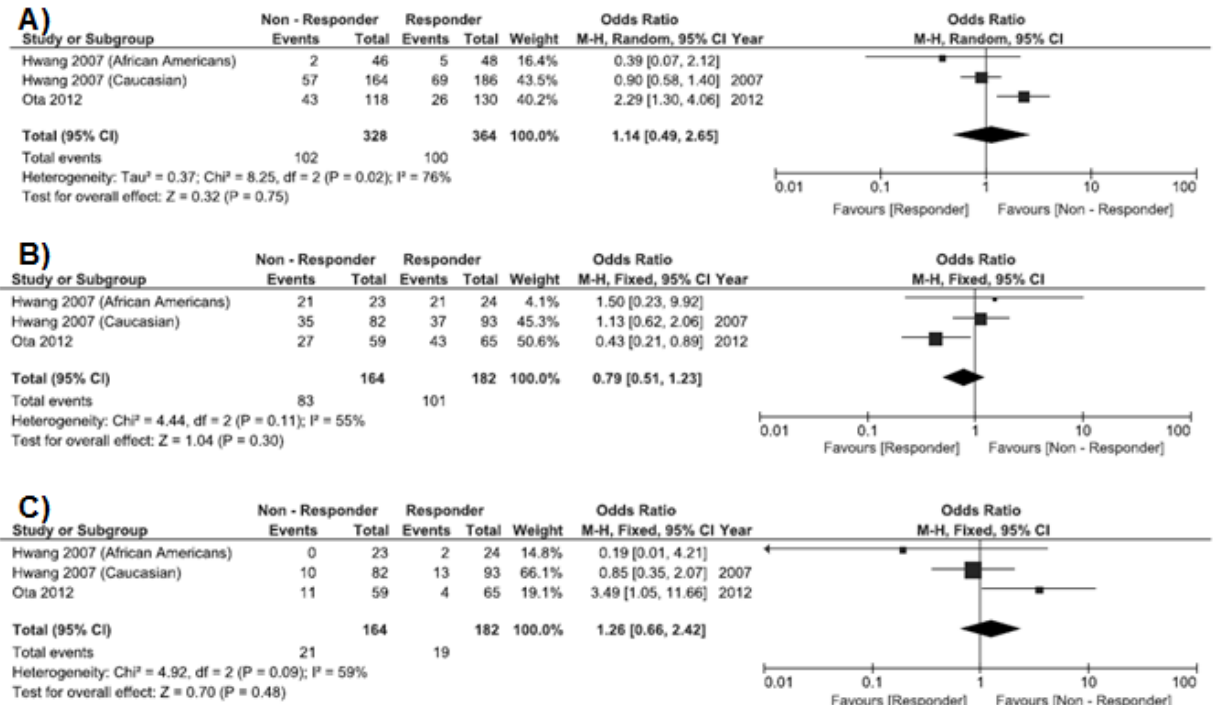 A)
Non - Responder Responder Odds Ratio Odds Ratio
Study or Subgroup Events Total Events Total Weight M-H, Random, 95% CI Year M-H, Random, 95% CI
Hwang 2007 (African Americans) 2 46 5 48 16.4% 0.39 [0.07, 2.12]
Hwang 2007 (Caucasian) 57 164 69 186 43.5% 0.90 [0.58, 1.40] 2007
Ota 2012 43 118 26 130 40.2% 2.29 [1.30, 4.06] 2012
Total (95% CI) 328 364 100.0% 1.14 [0.49, 2.65]
Total events 102 100
Heterogeneity: Tau² = 0.37; Chi² = 8.25, df = 2 (P = 0.02); I² = 76%
Test for overall effect: Z = 0.32 (P = 0.75)
0.01 0.1 1 10 100
Favours [Responder] Favours [Non - Responder]
B)
Non - Responder Responder Odds Ratio Odds Ratio
Study or Subgroup Events Total Events Total Weight M-H, Fixed, 95% CI Year M-H, Fixed, 95% CI
Hwang 2007 (African Americans) 21 23 21 24 4.1% 1.50 [0.23, 9.92]
Hwang 2007 (Caucasian) 35 82 37 93 45.3% 1.13 [0.62, 2.06] 2007
Ota 2012 27 59 43 65 50.6% 0.43 [0.21, 0.89] 2012
Total (95% CI) 164 182 100.0% 0.79 [0.51, 1.23]
Total events 83 101
Heterogeneity: Chi² = 4.44, df = 2 (P = 0.11); I² = 55%
Test for overall effect: Z = 1.04 (P = 0.30)
0.01 0.1 1 10 100
Favours [Responder] Favours [Non - Responder]
C)
Non - Responder Responder Odds Ratio Odds Ratio
Study or Subgroup Events Total Events Total Weight M-H, Fixed, 95% CI Year M-H, Fixed, 95% CI
Hwang 2007 (African Americans) 0 23 2 24 14.8% 0.19 [0.01, 4.21]
Hwang 2007 (Caucasian) 10 82 13 93 66.1% 0.85 [0.35, 2.07] 2007
Ota 2012 11 59 4 65 19.1% 3.49 [1.05, 11.66] 2012
Total (95% CI) 164 182 100.0% 1.26 [0.66, 2.42]
Total events 21 19
Heterogeneity: Chi² = 4.92, df = 2 (P = 0.09); I² = 59%
Test for overall effect: Z = 0.70 (P = 0.48)
0.01 0.1 1 10 100
Favours [Responder] Favours [Non - Responder]